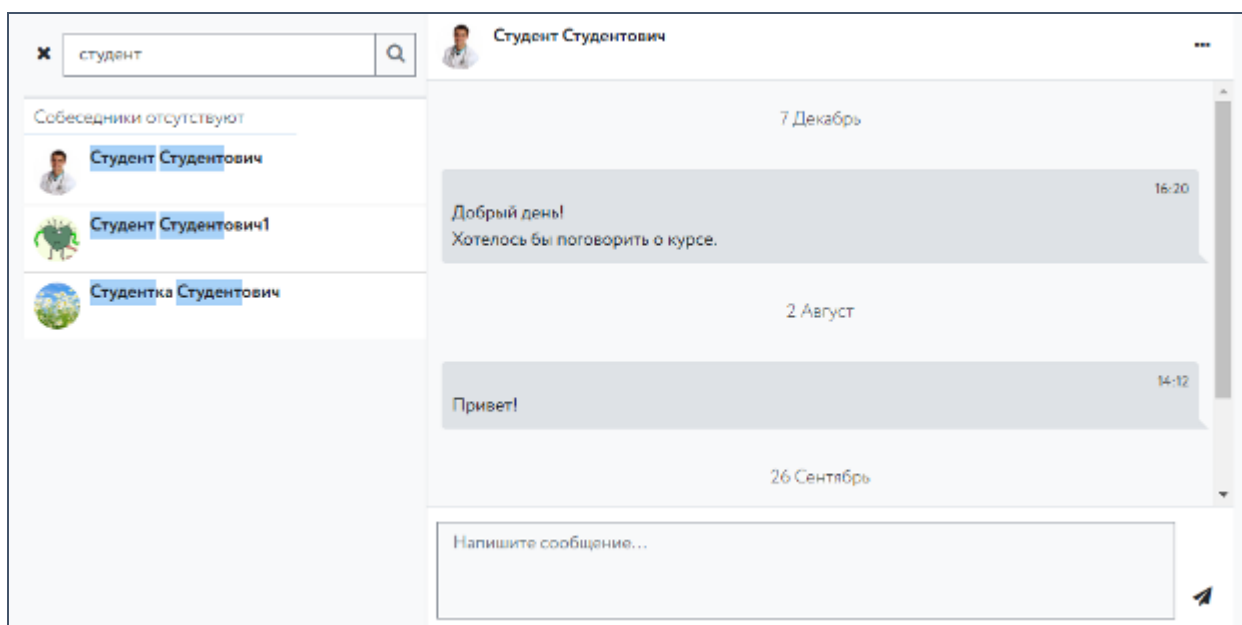 студент
Собеседники отсутствуют
Студент Студентович
Студент Студентович1
Студентка Студентович
Студент Студентович
7 Декабрь
16:20
Добрый день!
Хотелось бы поговорить о курсе.
2 Август
14:12
Привет!
26 Сентябрь
Напишите сообщение...